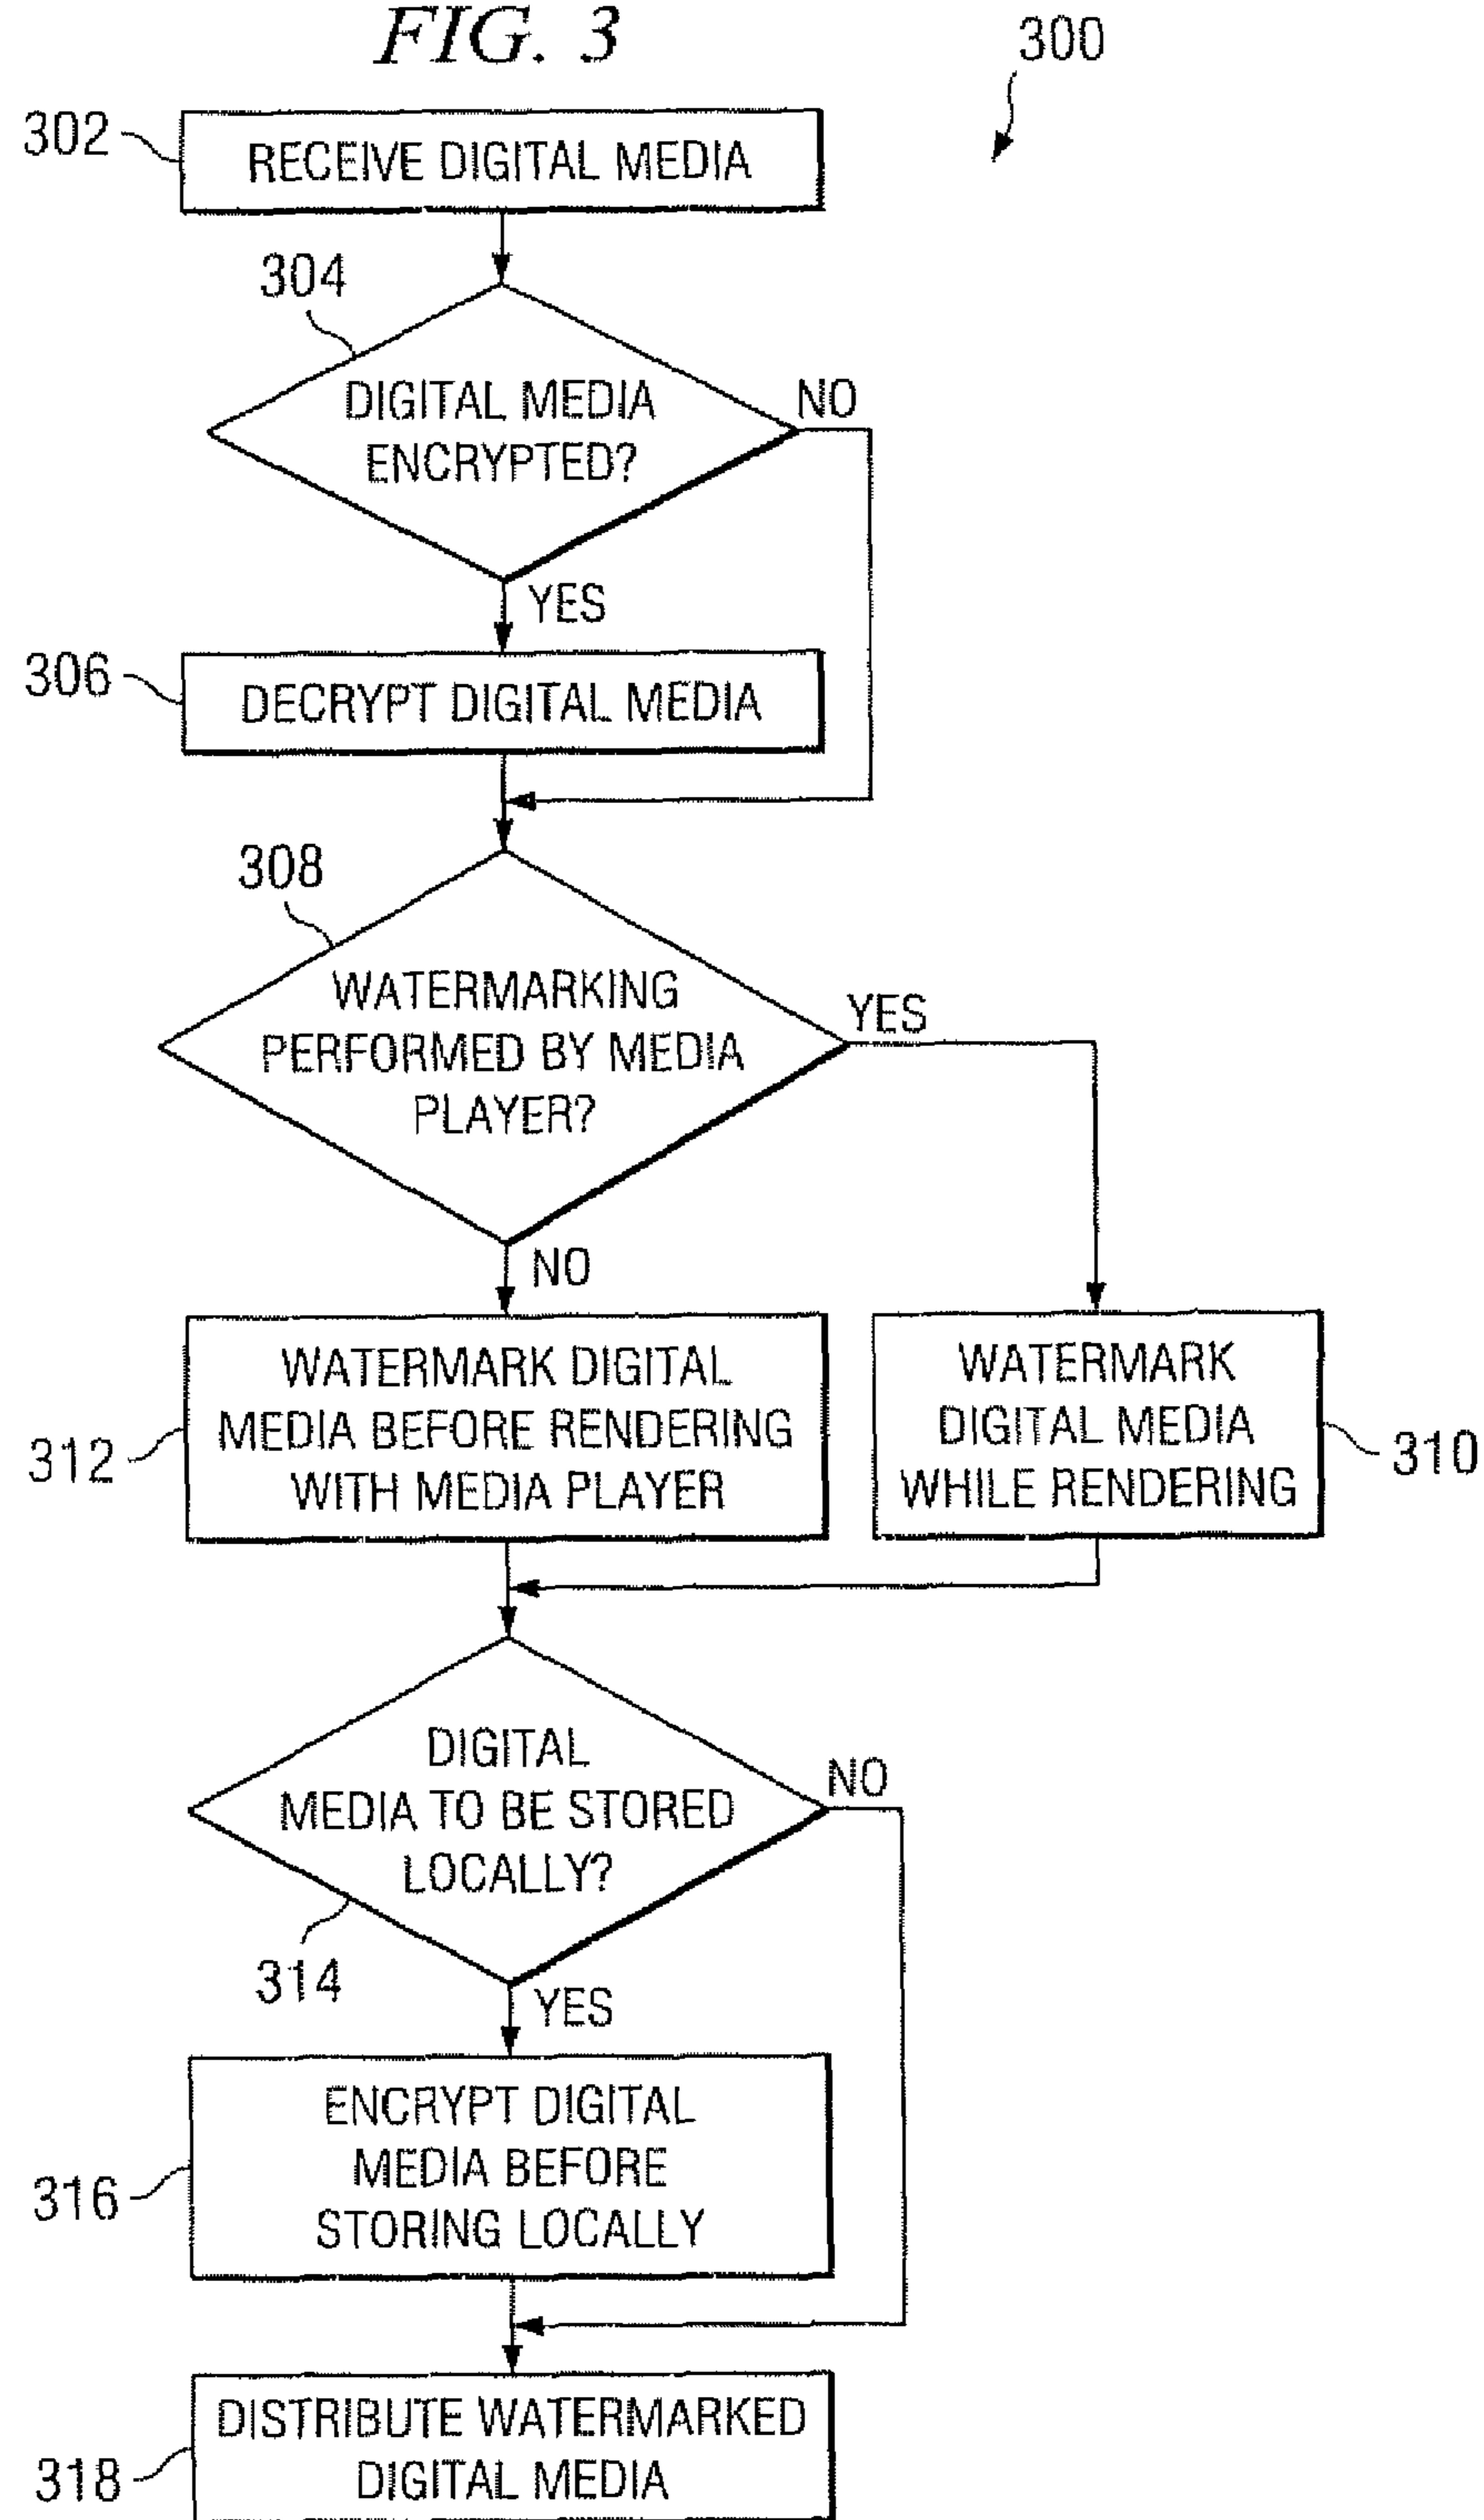 FIG. 3
300
302
RECEIVE DIGITAL MEDIA
304
DIGITAL MEDIA
ENCRYPTED?
NO
YES
306
DECRYPT DIGITAL MEDIA
308
WATERMARKING
PERFORMED BY MEDIA
PLAYER?
YES
NO
312
WATERMARK DIGITAL
MEDIA BEFORE RENDERING
WITH MEDIA PLAYER
WATERMARK
DIGITAL MEDIA
WHILE RENDERING
310
DIGITAL
MEDIA TO BE STORED
LOCALLY?
NO
314
YES
316
ENCRYPT DIGITAL
MEDIA BEFORE
STORING LOCALLY
318
DISTRIBUTE WATERMARKED
DIGITAL MEDIA